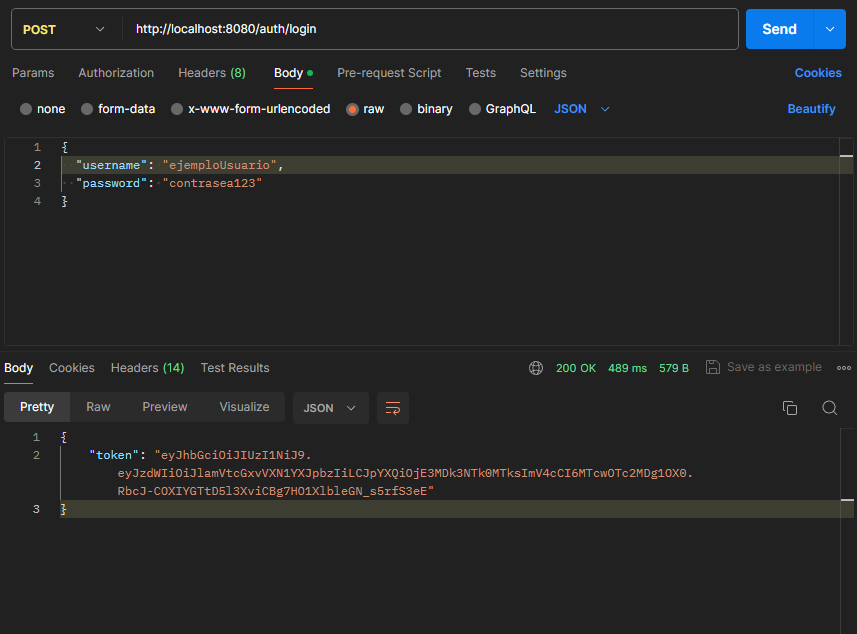 POST http://localhost:8080/auth/login Send
Params Authorization Headers (8) Body Pre-request Script Tests Settings Cookies
none form-data x-www-form-urlencoded raw binary GraphQL JSON Beautify
1 {
2 "username": "ejemploUsuario",
3 "password": "contrasea123"
4 }
Body Cookies Headers (14) Test Results 200 OK 489 ms 579 B Save as example
Pretty Raw Preview Visualize JSON
1 {
2 "token": "eyJhbGciOiJIUzI1NiJ9.
eyJzdWIiOiJlamVtcGxvVXN1YXJpbzIiLCJpYXQiOjE3MDk3NTk0MTksImV4cCI6MTcwOTc2MDg1OX0.
RbcJ-COXIYGTtD5l3XviCBg7HO1XlbleGN_s5rfS3eE"
3 }